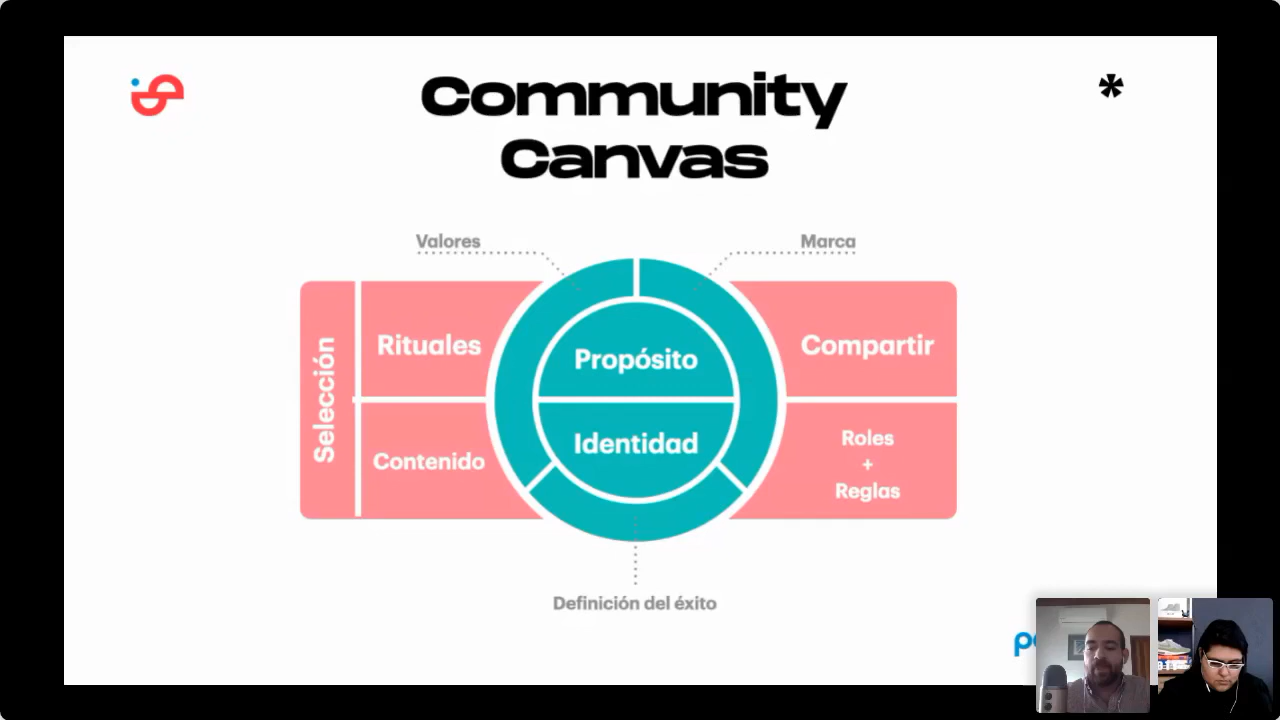 Community
Canvas
Valores
Marca
Selección
Rituales
Propósito
Compartir
Identidad
Contenido
Roles
+
Reglas
Definición del éxito